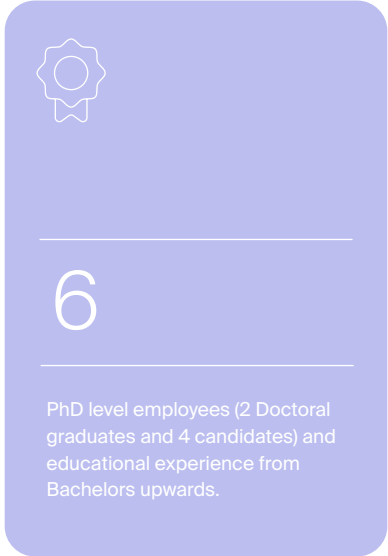 6
PhD level employees (2 Doctoral
graduates and 4 candidates) and
educational experience from
Bachelors upwards.